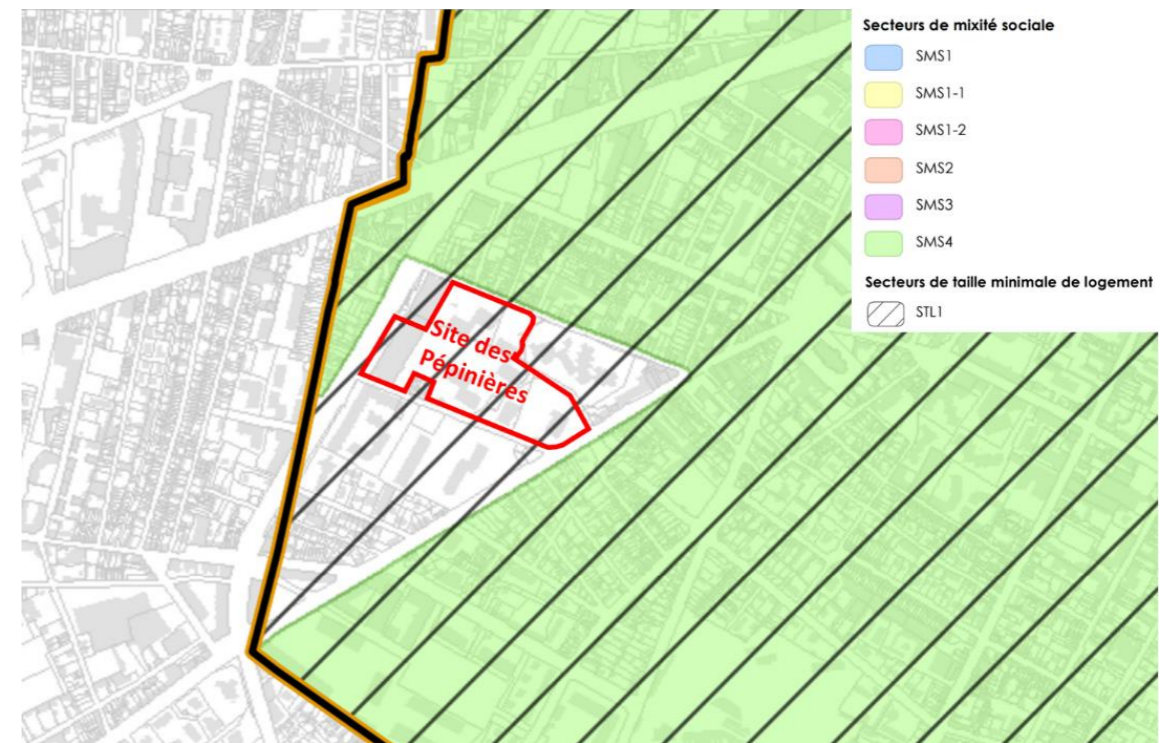 Secteurs de mixité sociale
SMS1
SMS1-1
SMS1-2
SMS2
SMS3
SMS4
Secteurs de taille minimale de logement
STL1
Site des
Pépinières